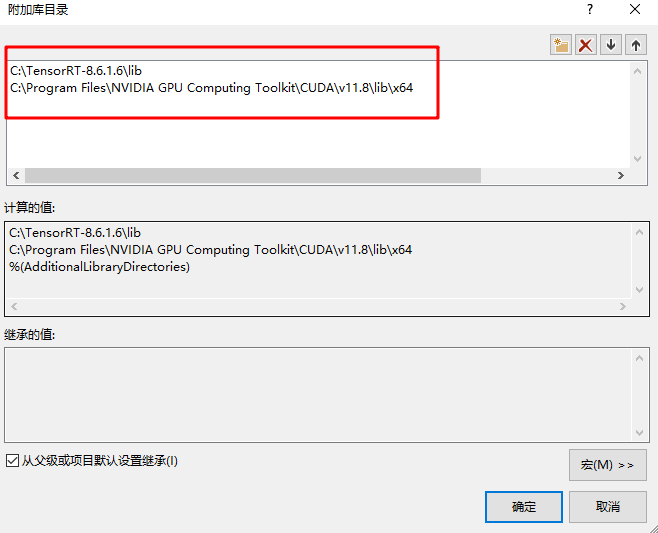 附加库目录
?
C:\TensorRT-8.6.1.6\lib
C:\Program Files\NVIDIA GPU Computing Toolkit\CUDA\v11.8\lib\x64
计算的值:
C:\TensorRT-8.6.1.6\lib
C:\Program Files\NVIDIA GPU Computing Toolkit\CUDA\v11.8\lib\x64
%(AdditionalLibraryDirectories)
继承的值:
从父级或项目默认设置继承(I)
宏(M) >>
确定
取消